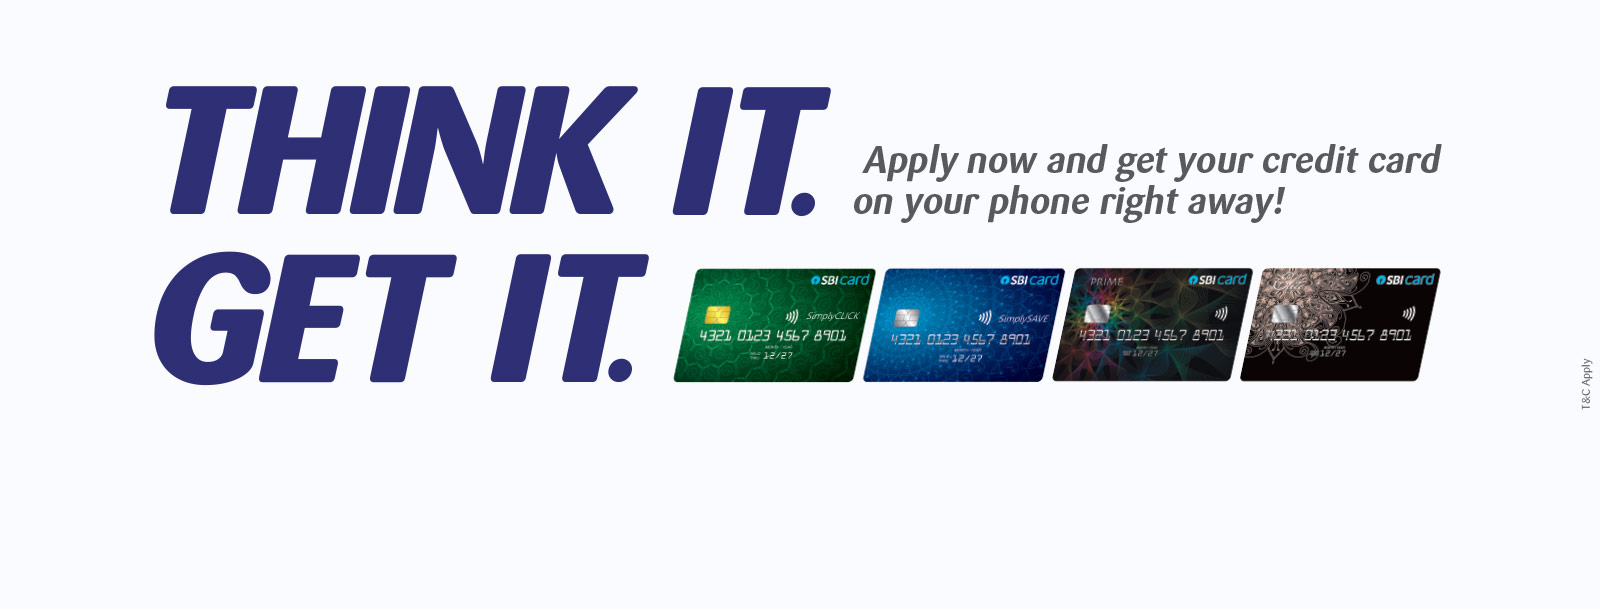 THINK IT.
Apply now and get your credit card
on your phone right away!
GET IT.
SBI card
SimplyCLICK
4321 0123 4567 8901
12/27
SBI card
SimplySAVE
4321 0123 4567 8901
12/27
PRIME
SBI card
4321 0123 4567 8901
12/27
SBI card
4321 0123 4567 8901
12/27
T&C Apply